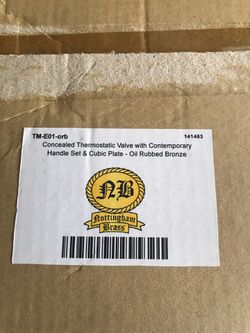 TM-E01-orb 141463
Concealed Thermostatic Valve with Contemporary
Handle Set & Cubic Plate - Oil Rubbed Bronze
NB
Nottingham
Brass